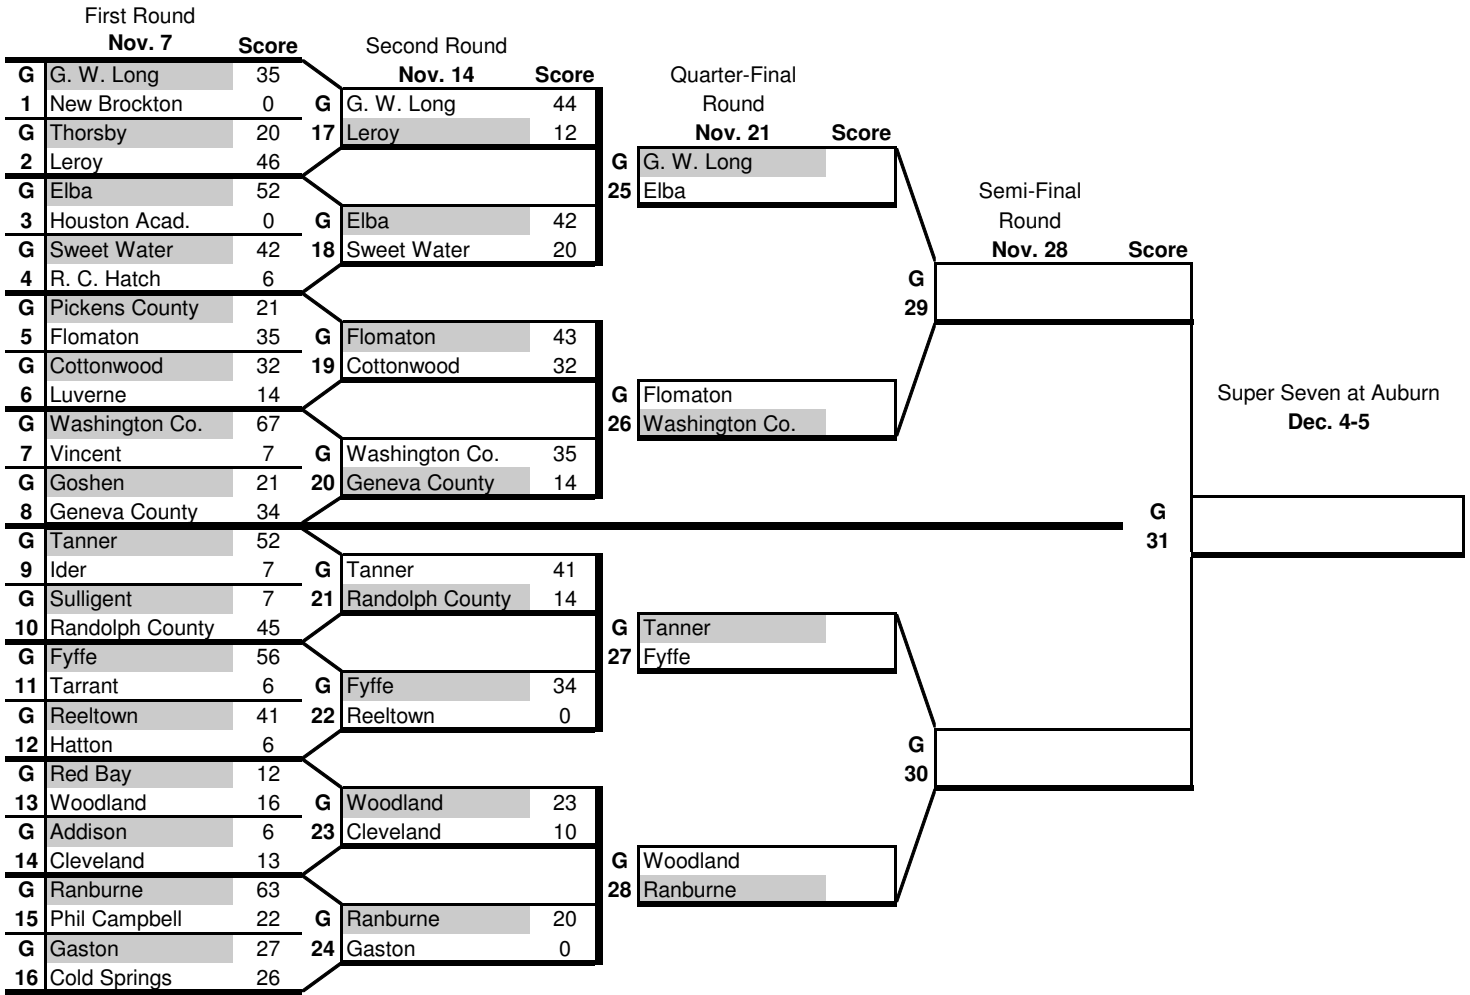 First Round
Nov. 7 Score
G G. W. Long 35
1 New Brockton 0
G Thorsby 20
2 Leroy 46
G Elba 52
3 Houston Acad. 0
G Sweet Water 42
4 R. C. Hatch 6
G Pickens County 21
5 Flomaton 35
G Cottonwood 32
6 Luverne 14
G Washington Co. 67
7 Vincent 7
G Goshen 21
8 Geneva County 34
G Tanner 52
9 Ider 7
G Sulligent 7
10 Randolph County 45
G Fyffe 56
11 Tarrant 6
G Reeltown 41
12 Hatton 6
G Red Bay 12
13 Woodland 16
G Addison 6
14 Cleveland 13
G Ranburne 63
15 Phil Campbell 22
G Gaston 27
16 Cold Springs 26
Second Round
Nov. 14 Score
G G. W. Long 44
17 Leroy 12
G Elba 42
18 Sweet Water 20
G Flomaton 43
19 Cottonwood 32
G Washington Co. 35
20 Geneva County 14
G Tanner 41
21 Randolph County 14
G Fyffe 34
22 Reeltown 0
G Woodland 23
23 Cleveland 10
G Ranburne 20
24 Gaston 0
Quarter-Final
Round
Nov. 21 Score
G G. W. Long
25 Elba
G Flomaton
26 Washington Co.
G Tanner
27 Fyffe
G Woodland
28 Ranburne
Semi-Final
Round
Nov. 28 Score
G
29
G
30
Super Seven at Auburn
Dec. 4-5
G
31